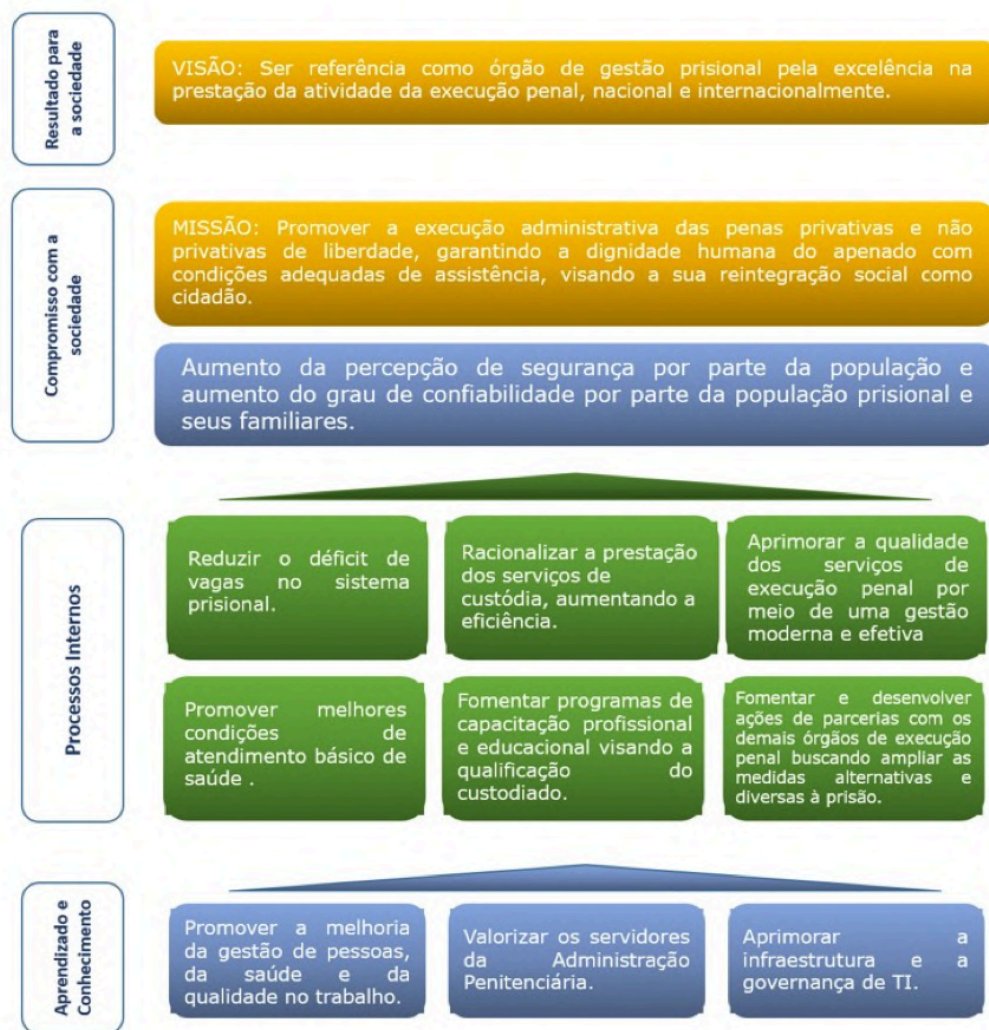 Resultado para
a sociedade
VISÃO: Ser referência como órgão de gestão prisional pela excelência na
prestação da atividade da execução penal, nacional e internacionalmente.
Compromisso com a
sociedade
MISSÃO: Promover a execução administrativa das penas privativas e não
privativas de liberdade, garantindo a dignidade humana do apenado com
condições adequadas de assistência, visando a sua reintegração social como
cidadão.
Aumento da percepção de segurança por parte da população e
aumento do grau de confiabilidade por parte da população prisional e
seus familiares.
Processos Internos
Reduzir o déficit de
vagas no sistema
prisional.
Racionalizar a prestação
dos serviços de
custódia, aumentando a
eficiência.
Aprimorar a qualidade
dos serviços de
execução penal por
meio de uma gestão
moderna e efetiva
Promover melhores
condições de
atendimento básico de
saúde .
Fomentar programas de
capacitação profissional
e educacional visando a
qualificação do
custodiado.
Fomentar e desenvolver
ações de parcerias com os
demais órgãos de execução
penal buscando ampliar as
medidas alternativas e
diversas à prisão.
Aprendizado e
Conhecimento
Promover a melhoria
da gestão de pessoas,
da saúde e da
qualidade no trabalho.
Valorizar os servidores
da Administração
Penitenciária.
Aprimorar a
infraestrutura e a
governança de TI.